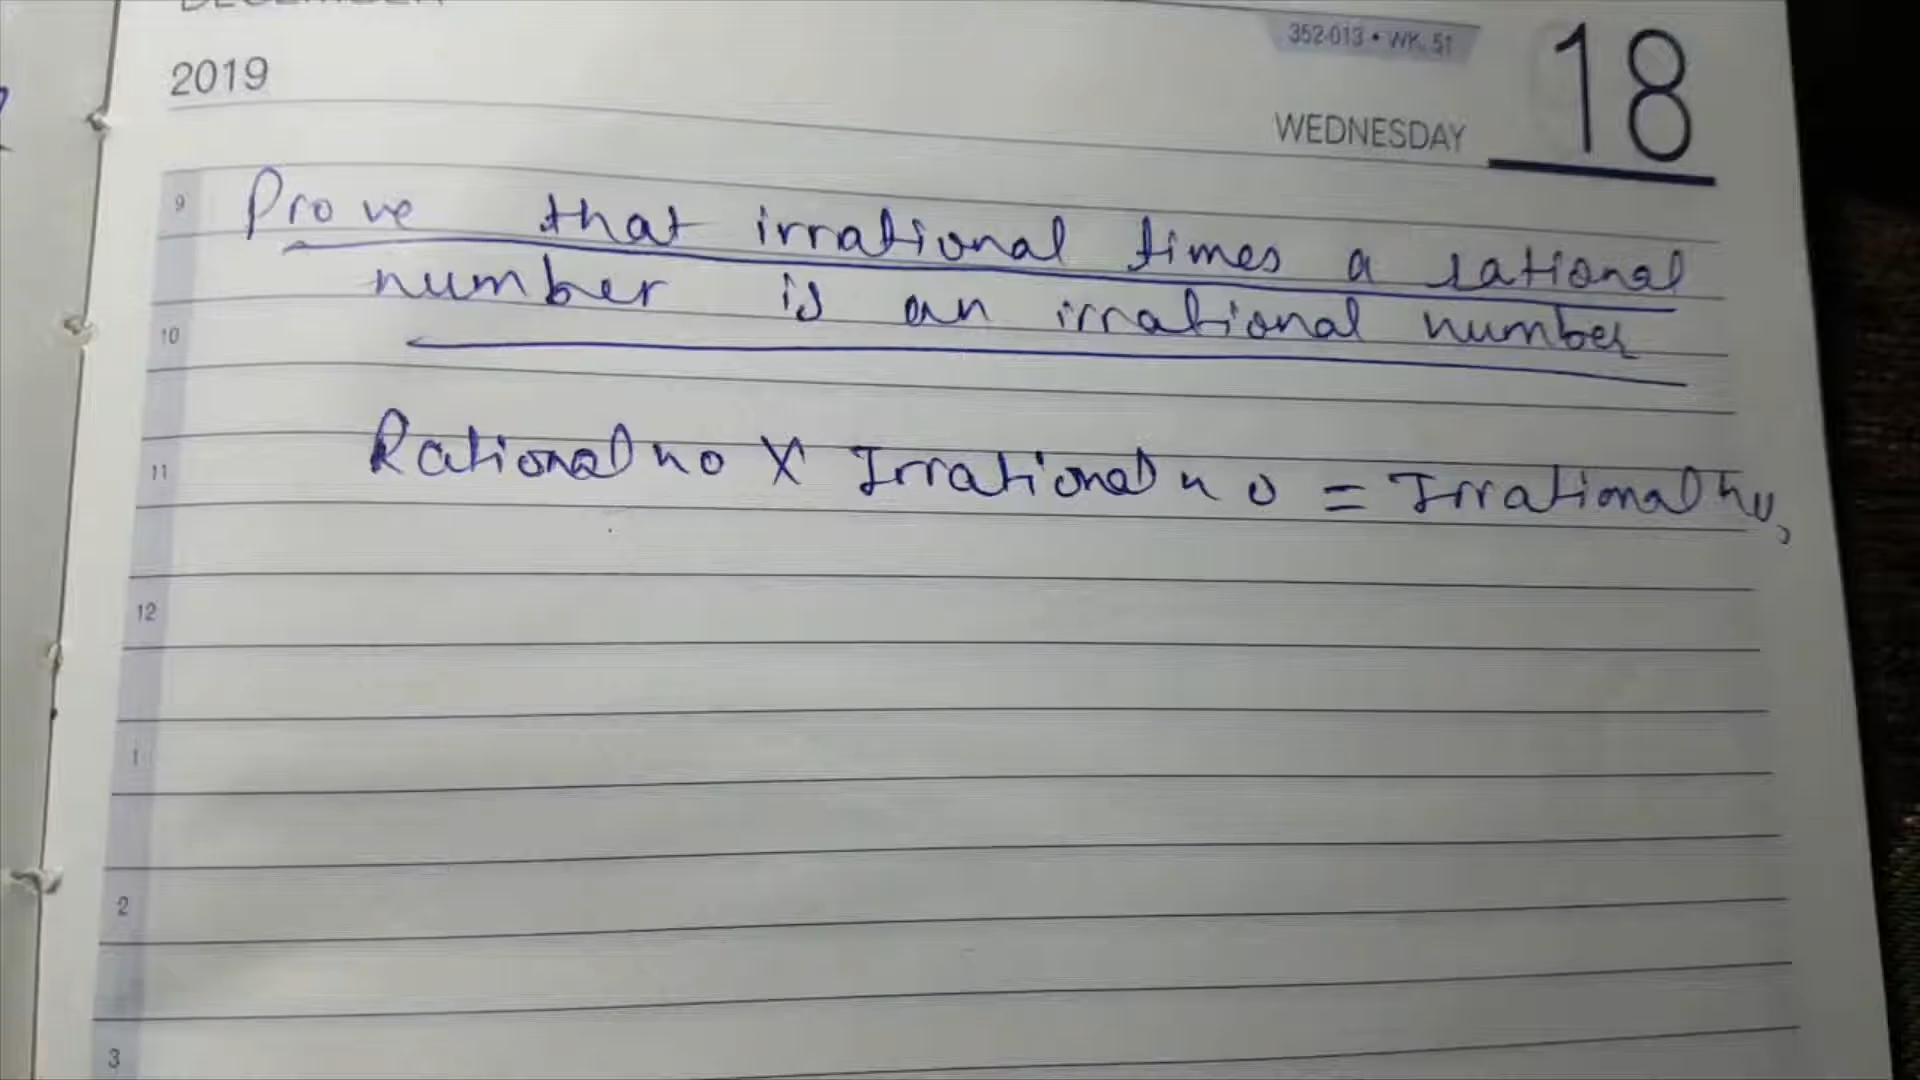 2019
352-013 • WK. 51
18
WEDNESDAY
9
Prove that irrational times a rational
number is an irrational number
10
11
Rational no X Irrational no = Irrational no,
12
1
2
3